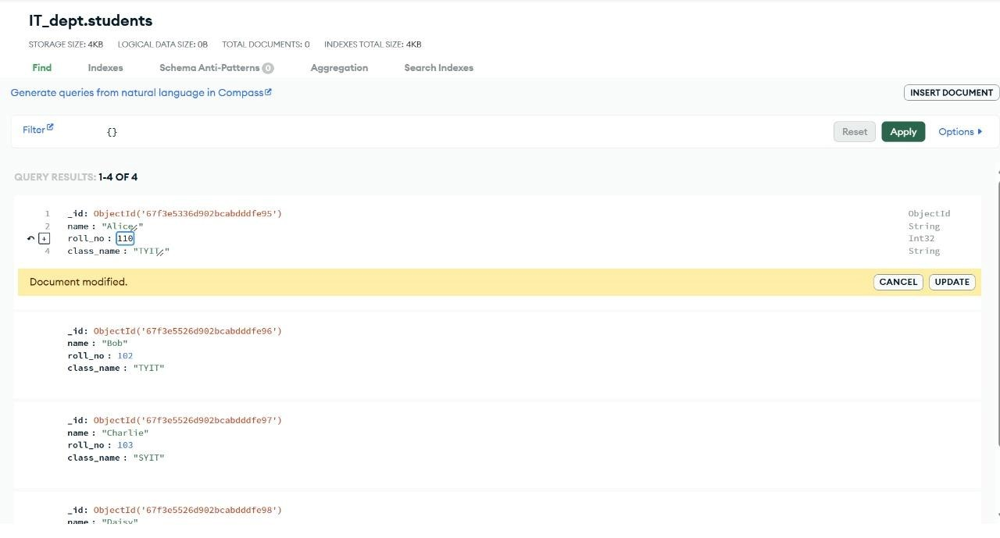 IT_dept.students
STORAGE SIZE: 4KB LOGICAL DATA SIZE: 0B TOTAL DOCUMENTS: 0 INDEXES TOTAL SIZE: 4KB
Find Indexes Schema Anti-Patterns 0 Aggregation Search Indexes
Generate queries from natural language in Compass INSERT DOCUMENT
Filter {} Reset Apply Options
QUERY RESULTS: 1-4 OF 4
1 _id: ObjectId('67f3e5336d902bcabdddfe95') ObjectId
2 name : "Alice" String
+ roll_no : 110 Int32
4 class_name : "TYIT" String
Document modified. CANCEL UPDATE
_id: ObjectId('67f3e5526d902bcabdddfe96')
name : "Bob"
roll_no : 102
class_name : "TYIT"
_id: ObjectId('67f3e5526d902bcabdddfe97')
name : "Charlie"
roll_no : 103
class_name : "SYIT"
_id: ObjectId('67f3e5526d902bcabdddfe98')
name : "Daisy"